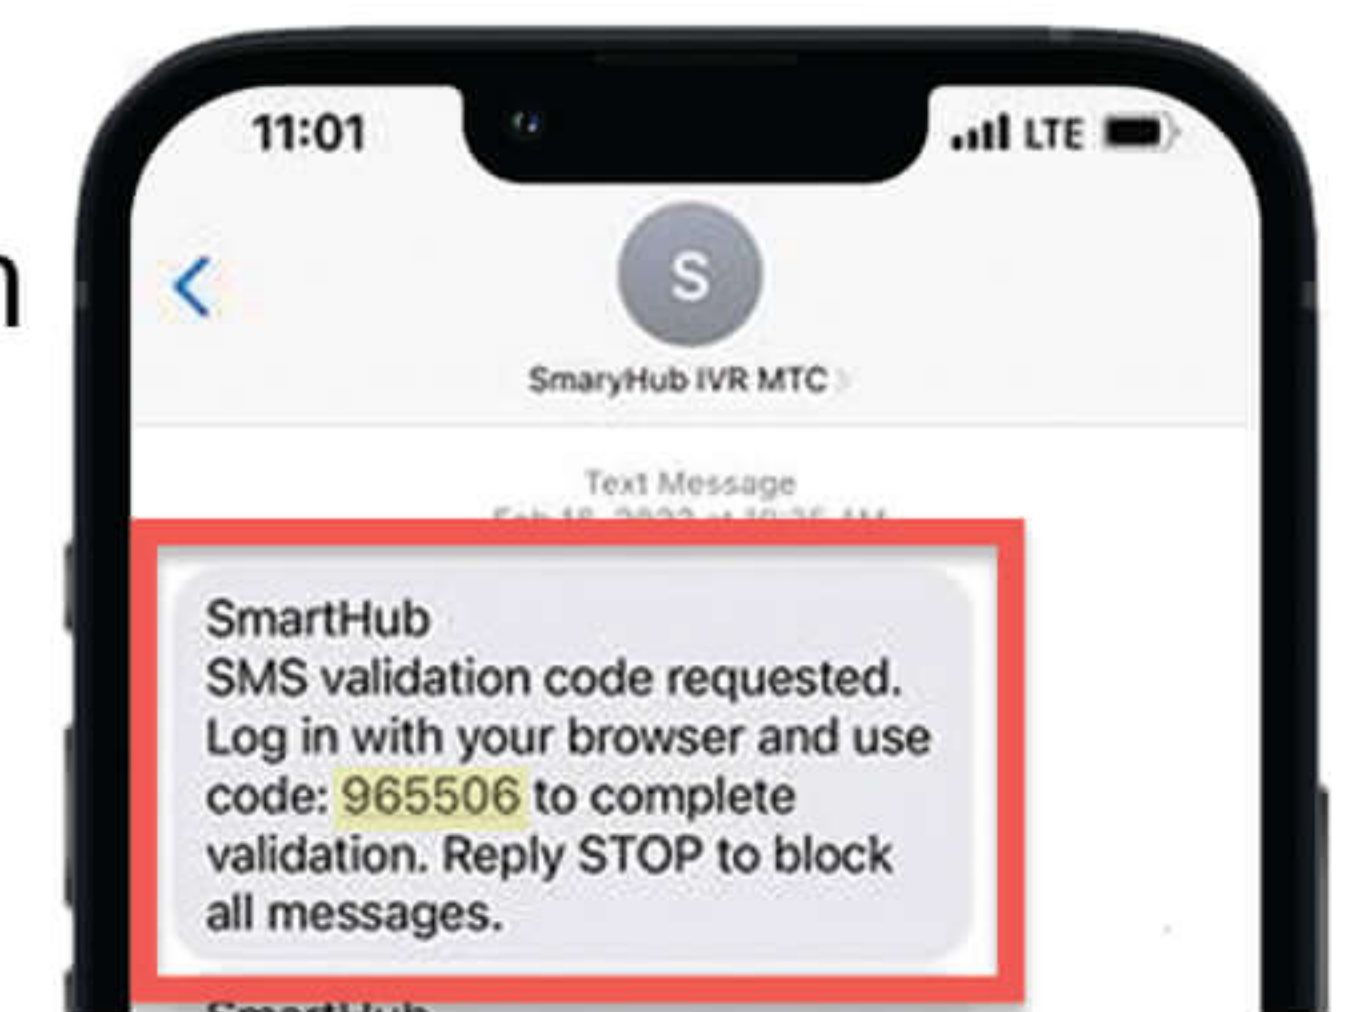 11:01
LTE
n
S
SmaryHub IVR MTC
Text Message
SmartHub
SMS validation code requested.
Log in with your browser and use
code: 965506 to complete
validation. Reply STOP to block
all messages.
SmartHub